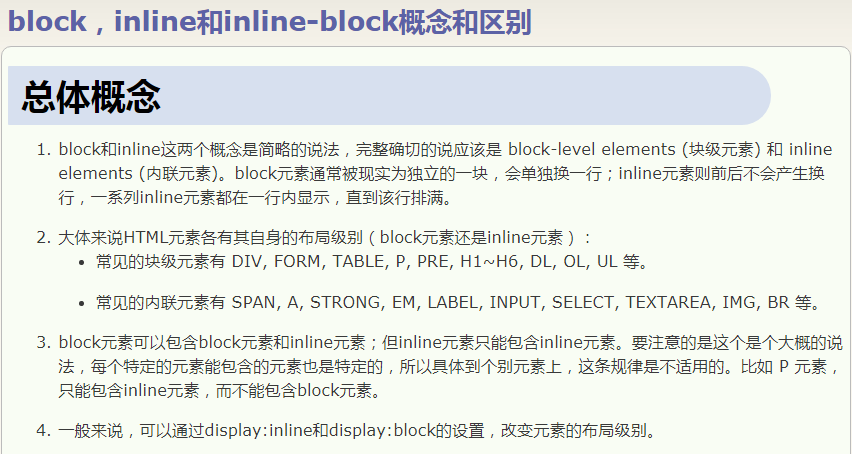 block，inline和inline-block概念和区别
总体概念
1. block和inline这两个概念是简略的说法，完整确切的说应该是 block-level elements (块级元素) 和 inline
elements (内联元素)。block元素通常被现实为独立的一块，会单独换一行；inline元素则前后不会产生换
行，一系列inline元素都在一行内显示，直到该行排满。
2. 大体来说HTML元素各有其自身的布局级别（block元素还是inline元素）：
• 常见的块级元素有 DIV, FORM, TABLE, P, PRE, H1~H6, DL, OL, UL 等。
• 常见的内联元素有 SPAN, A, STRONG, EM, LABEL, INPUT, SELECT, TEXTAREA, IMG, BR 等。
3. block元素可以包含block元素和inline元素；但inline元素只能包含inline元素。要注意的是这个是个大概的说
法，每个特定的元素能包含的元素也是特定的，所以具体到个别元素上，这条规律是不适用的。比如 P 元素，
只能包含inline元素，而不能包含block元素。
4. 一般来说，可以通过display:inline和display:block的设置，改变元素的布局级别。